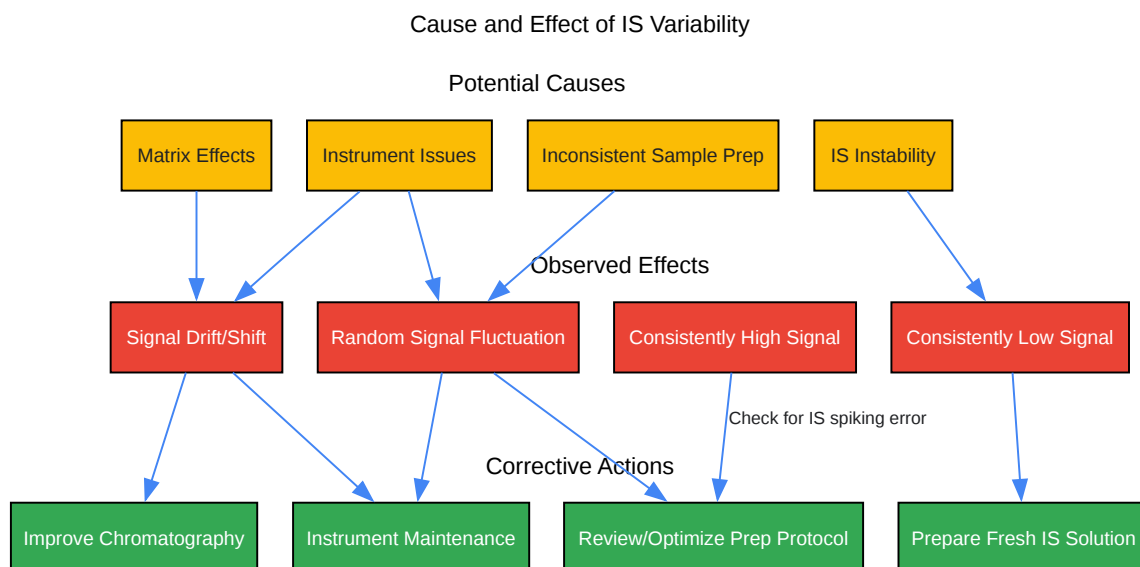 Cause and Effect of IS Variability
Potential Causes
Matrix Effects
Instrument Issues
Inconsistent Sample Prep
IS Instability
Observed Effects
Signal Drift/Shift
Random Signal Fluctuation
Consistently High Signal
Consistently Low Signal
Check for IS spiking error
Corrective Actions
Improve Chromatography
Instrument Maintenance
Review/Optimize Prep Protocol
Prepare Fresh IS Solution